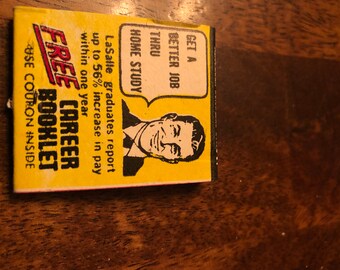 GET A
BETTER JOB
THRU
HOME STUDY
LaSalle graduates report
up to 56% increase in pay
within one year
FREE CAREER
BOOKLET
USE COUPON INSIDE